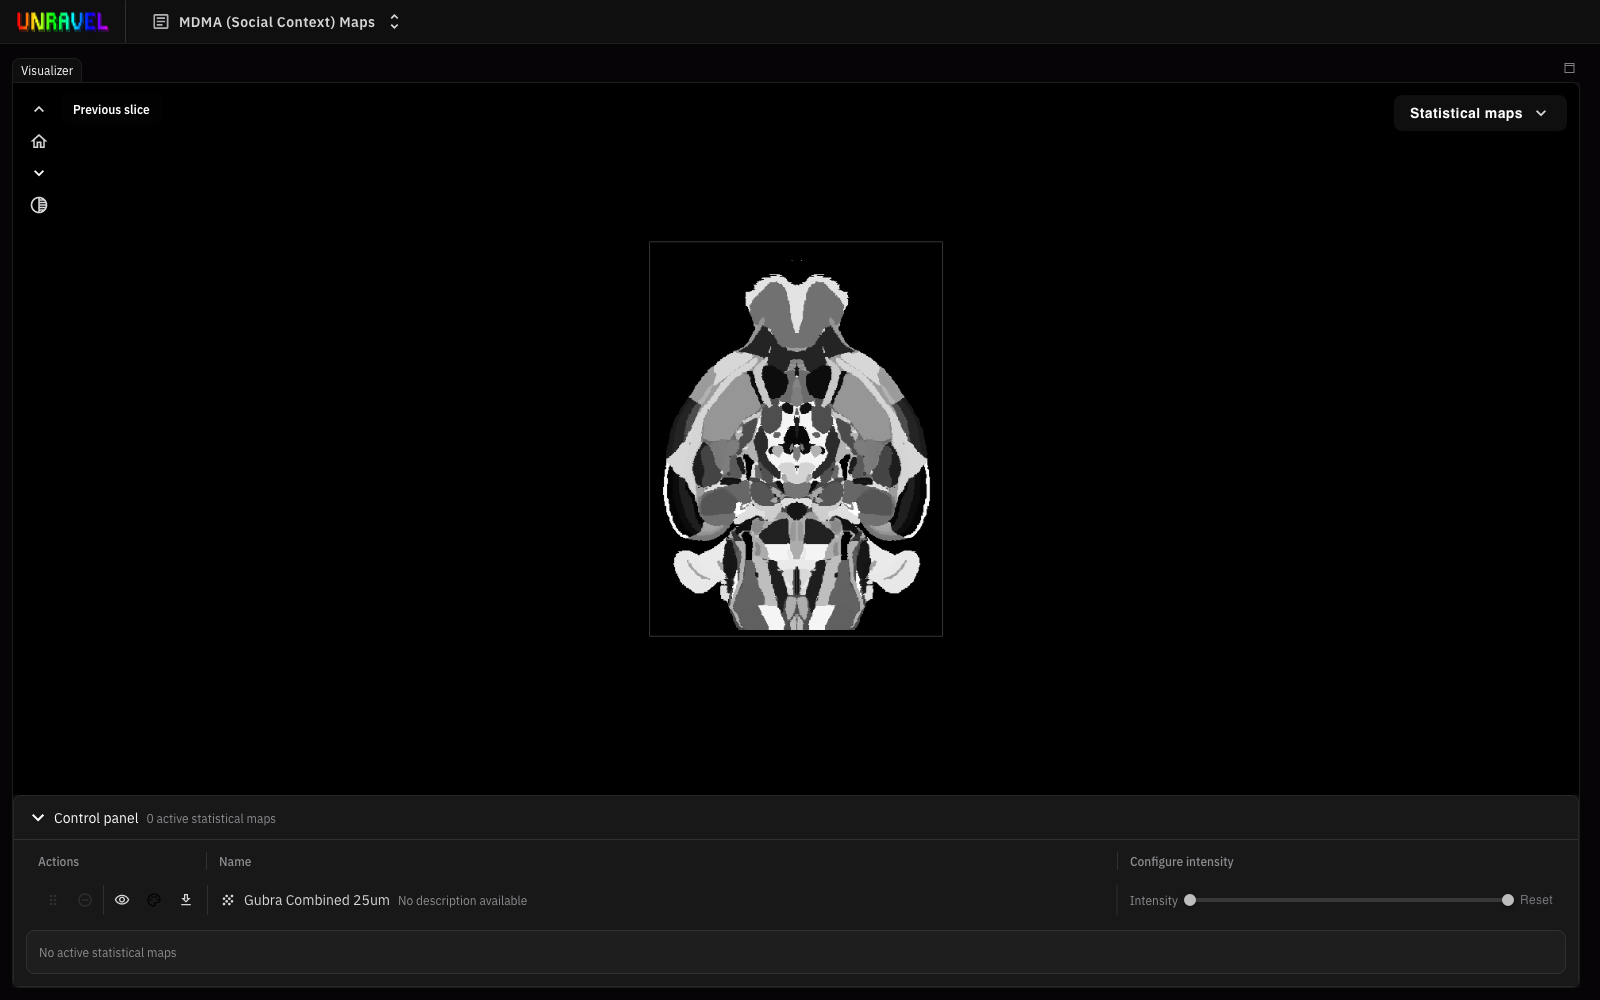 UNRAVEL
MDMA (Social Context) Maps
Visualizer
Previous slice
Statistical maps
Control panel 0 active statistical maps
Actions Name Configure intensity
Gubra Combined 25um No description available Intensity Reset
No active statistical maps